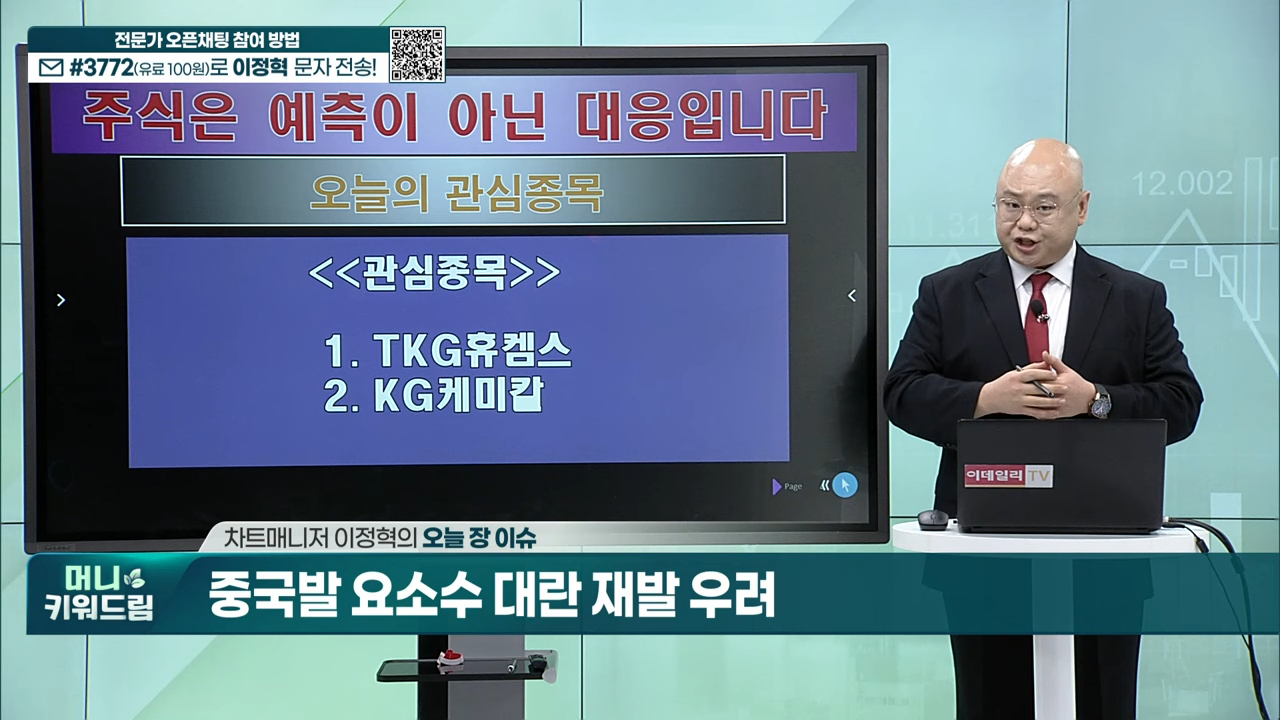 전문가 오픈채팅 참여 방법
#3772(유료 100원)로 이정혁 문자 전송!
주식은 예측이 아닌 대응입니다
오늘의 관심종목
<<관심종목>>
1. TKG휴켐스
2. KG케미칼
Page
12.002
11.31
이데일리TV
차트매니저 이정혁의 오늘 장 이슈
머니
키워드림
중국발 요소수 대란 재발 우려